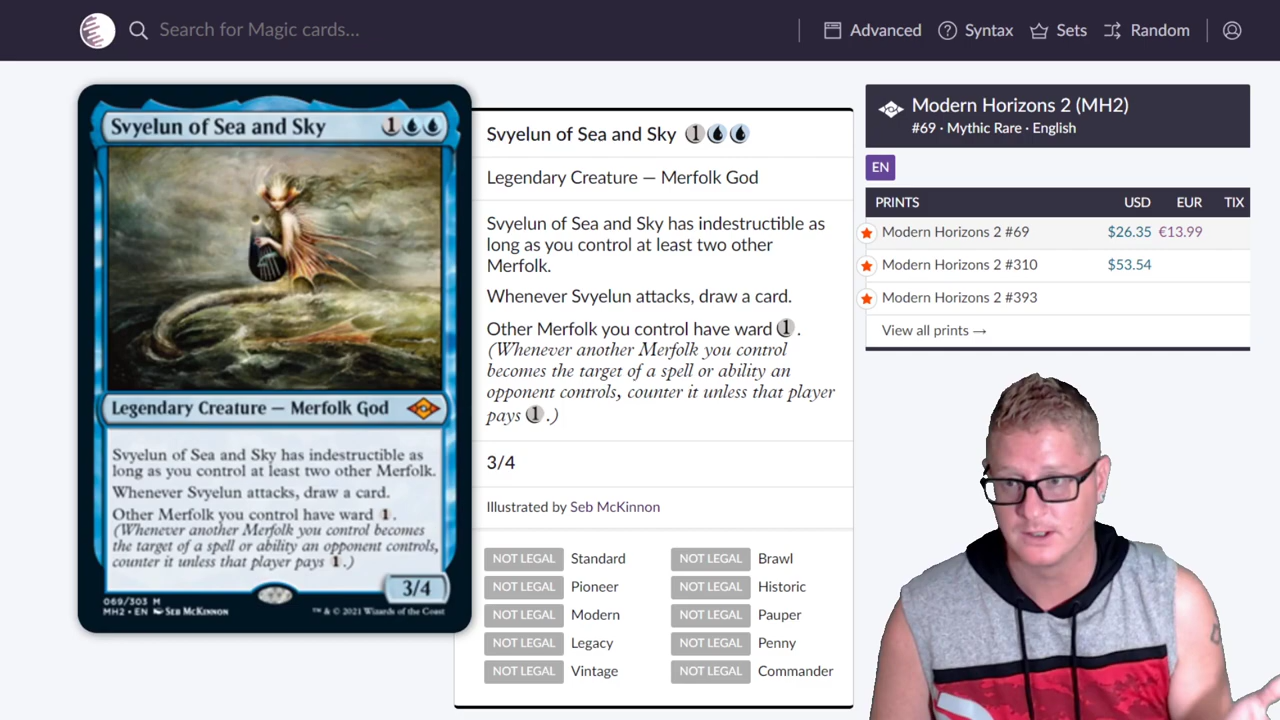 Search for Magic cards...
Advanced
Syntax
Sets
Random
Svyelun of Sea and Sky 1
Legendary Creature — Merfolk God
Svyelun of Sea and Sky has indestructible as
long as you control at least two other Merfolk.
Whenever Svyelun attacks, draw a card.
Other Merfolk you control have ward 1.
(Whenever another Merfolk you control becomes
the target of a spell or ability an opponent controls,
counter it unless that player pays 1.)
3/4
069/303 M
MH2 • EN Seb McKinnon
™ & © 2021 Wizards of the Coast
Svyelun of Sea and Sky 1
Legendary Creature — Merfolk God
Svyelun of Sea and Sky has indestructible as
long as you control at least two other
Merfolk.
Whenever Svyelun attacks, draw a card.
Other Merfolk you control have ward 1.
(Whenever another Merfolk you control
becomes the target of a spell or ability an
opponent controls, counter it unless that player
pays 1.)
3/4
Illustrated by Seb McKinnon
NOT LEGAL Standard NOT LEGAL Brawl
NOT LEGAL Pioneer NOT LEGAL Historic
NOT LEGAL Modern NOT LEGAL Pauper
NOT LEGAL Legacy NOT LEGAL Penny
NOT LEGAL Vintage NOT LEGAL Commander
Modern Horizons 2 (MH2)
#69 · Mythic Rare · English
EN
PRINTS USD EUR TIX
Modern Horizons 2 #69 $26.35 €13.99
Modern Horizons 2 #310 $53.54
Modern Horizons 2 #393
View all prints →